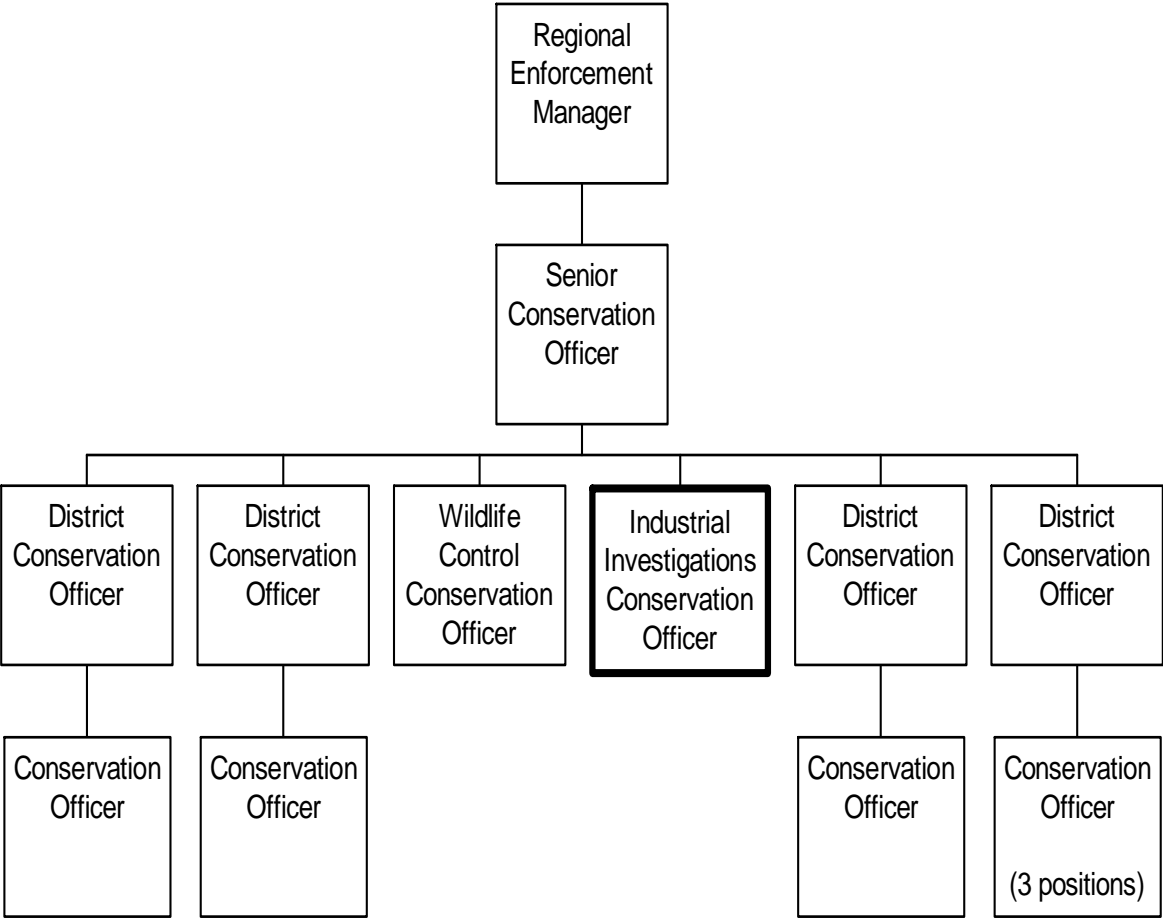 Regional
Enforcement
Manager
Senior
Conservation
Officer
District
Conservation
Officer
District
Conservation
Officer
Wildlife
Control
Conservation
Officer
Industrial
Investigations
Conservation
Officer
District
Conservation
Officer
District
Conservation
Officer
Conservation
Officer
Conservation
Officer
Conservation
Officer
Conservation
Officer
(3 positions)